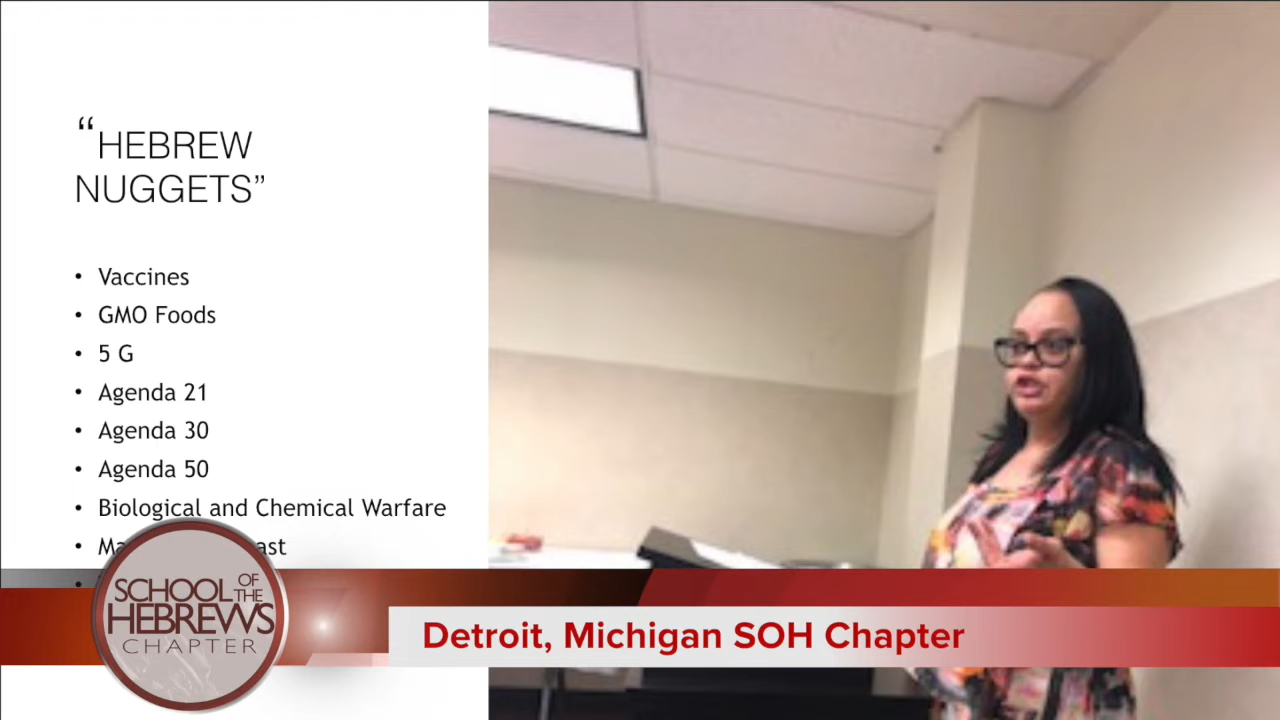 “HEBREW
NUGGETS”
• Vaccines
• GMO Foods
• 5 G
• Agenda 21
• Agenda 30
• Agenda 50
• Biological and Chemical Warfare
SCHOOL OF THE
HEBREWS
CHAPTER
Detroit, Michigan SOH Chapter